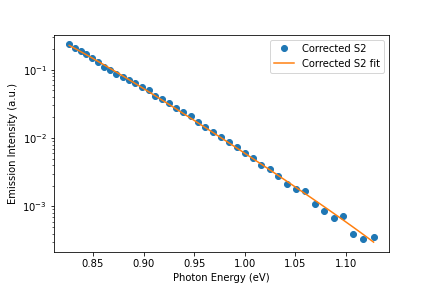 Corrected S2
Corrected S2 fit
Emission Intensity (a.u.)
10⁻¹
10⁻²
10⁻³
0.85 0.90 0.95 1.00 1.05 1.10
Photon Energy (eV)